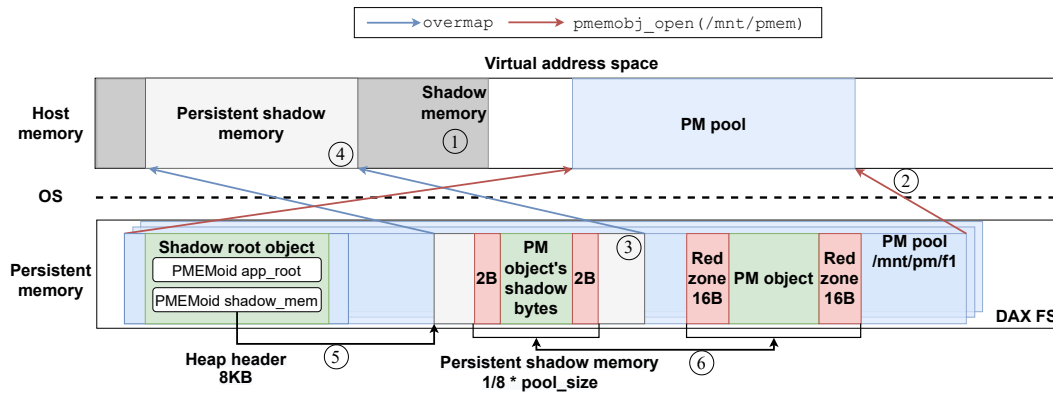 overmap
pmemobj_open(/mnt/pmem)
Virtual address space
Host
memory
Persistent shadow
memory
④
Shadow
memory
①
PM pool
②
OS
Persistent
memory
Shadow root object
PMEMoid app_root
PMEMoid shadow_mem
2B
PM
object's
shadow
bytes
2B
③
Red
zone
16B
PM object
Red
zone
16B
PM pool
/mnt/pm/f1
DAX FS
Heap header
8KB
⑤
Persistent shadow memory
1/8 * pool_size
⑥